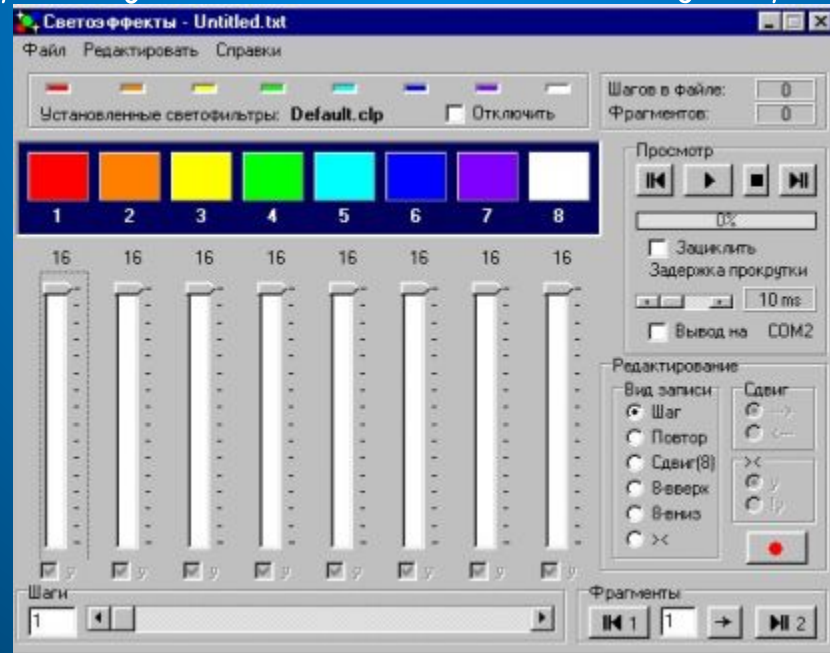 Светоэффекты - Untitled.txt
Файл Редактировать Справки
Установленные светофильтры: Default.clp Отключить
Шагов в файле: 0
Фрагментов: 0
1 2 3 4 5 6 7 8
16 16 16 16 16 16 16 16
у у у у у у у у
Просмотр
0%
Зациклить
Задержка прокрутки
10 ms
Вывод на COM2
Редактирование
Вид записи
Шаг
Повтор
Сдвиг(8)
В-вверх
В-вниз
><
Сдвиг
-->
<--
><
у
Шаги
1
Фрагменты
1 1 2